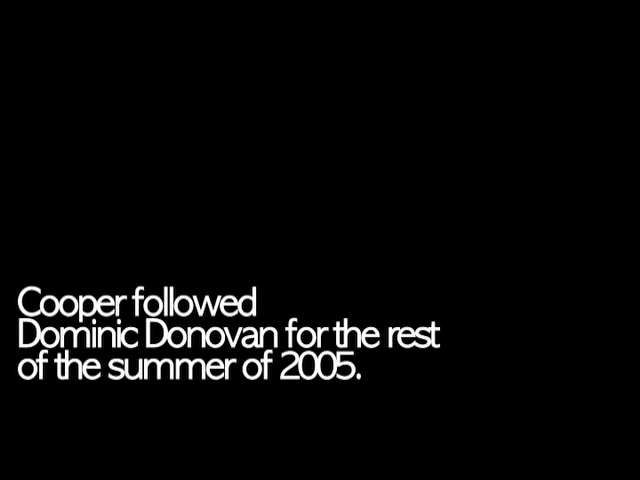 Cooper followed
Dominic Donovan for the rest
of the summer of 2005.